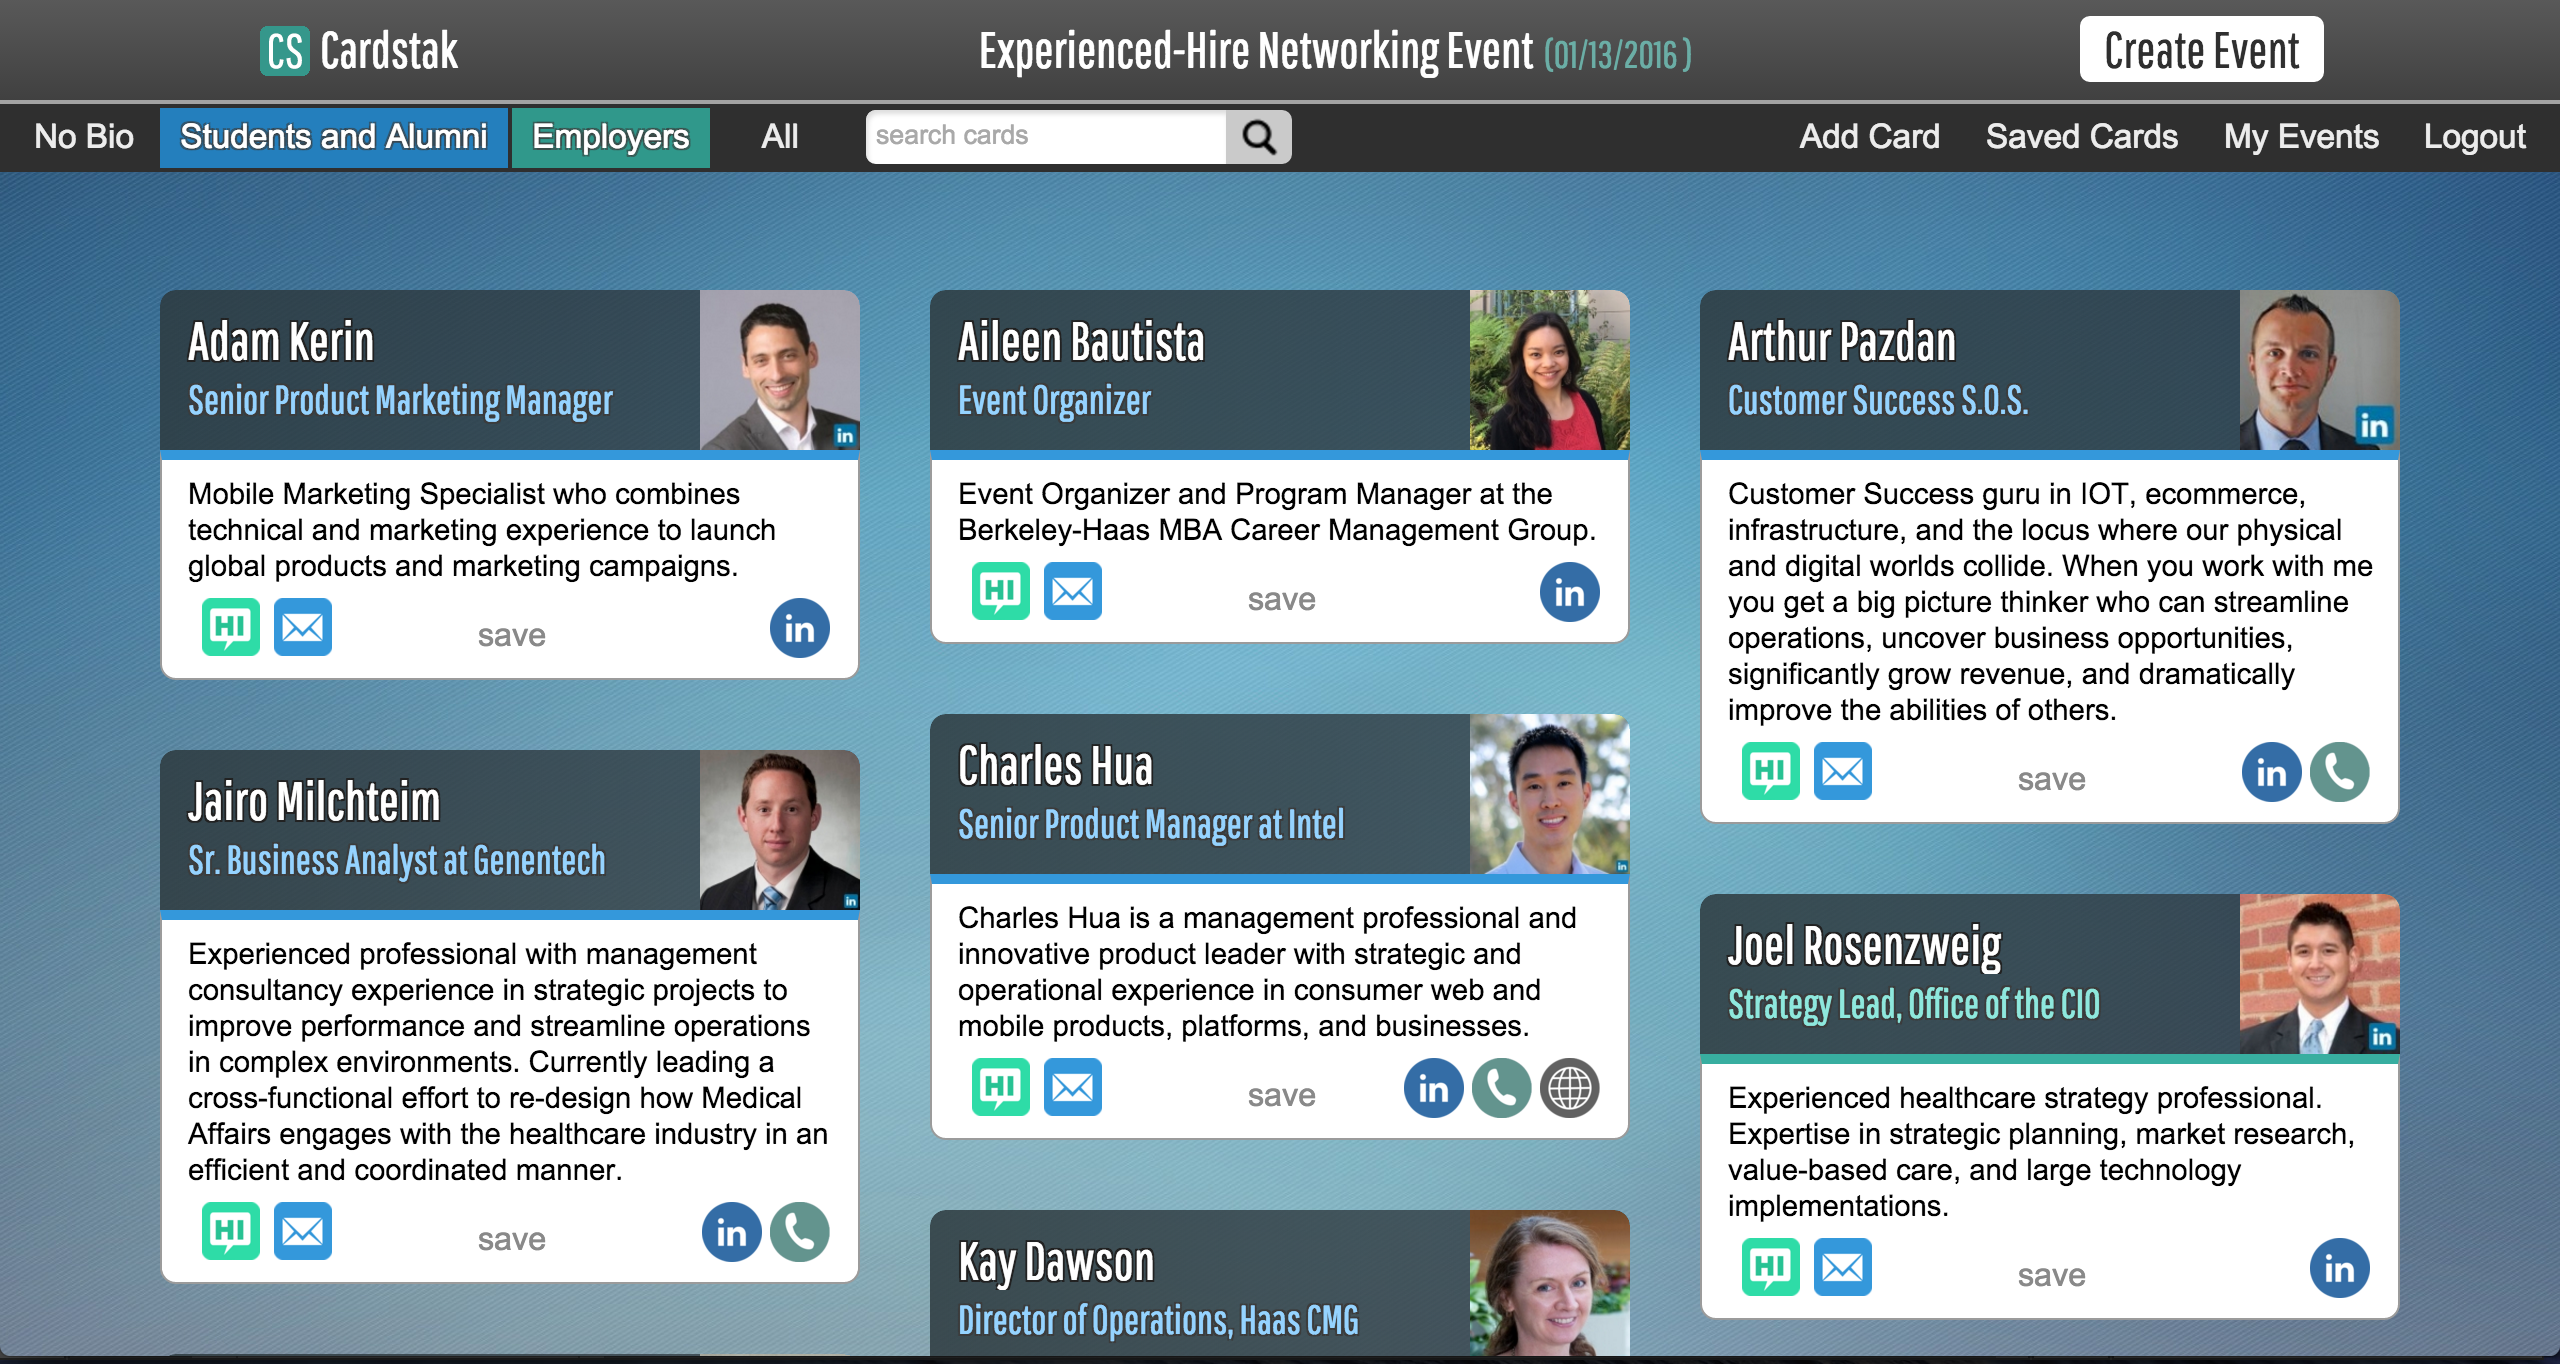 CS Cardstak
Experienced-Hire Networking Event (01/13/2016 )
Create Event
No Bio
Students and Alumni
Employers
All
search cards
Add Card
Saved Cards
My Events
Logout
Adam Kerin
Senior Product Marketing Manager
in
Mobile Marketing Specialist who combines
technical and marketing experience to launch
global products and marketing campaigns.
HI
save
in
Aileen Bautista
Event Organizer
Event Organizer and Program Manager at the
Berkeley-Haas MBA Career Management Group.
HI
save
in
Arthur Pazdan
Customer Success S.O.S.
in
Customer Success guru in IOT, ecommerce,
infrastructure, and the locus where our physical
and digital worlds collide. When you work with me
you get a big picture thinker who can streamline
operations, uncover business opportunities,
significantly grow revenue, and dramatically
improve the abilities of others.
HI
save
in
Jairo Milchteim
Sr. Business Analyst at Genentech
in
Experienced professional with management
consultancy experience in strategic projects to
improve performance and streamline operations
in complex environments. Currently leading a
cross-functional effort to re-design how Medical
Affairs engages with the healthcare industry in an
efficient and coordinated manner.
HI
save
in
Charles Hua
Senior Product Manager at Intel
in
Charles Hua is a management professional and
innovative product leader with strategic and
operational experience in consumer web and
mobile products, platforms, and businesses.
HI
save
in
Joel Rosenzweig
Strategy Lead, Office of the CIO
in
Experienced healthcare strategy professional.
Expertise in strategic planning, market research,
value-based care, and large technology
implementations.
HI
save
in
Kay Dawson
Director of Operations, Haas CMG